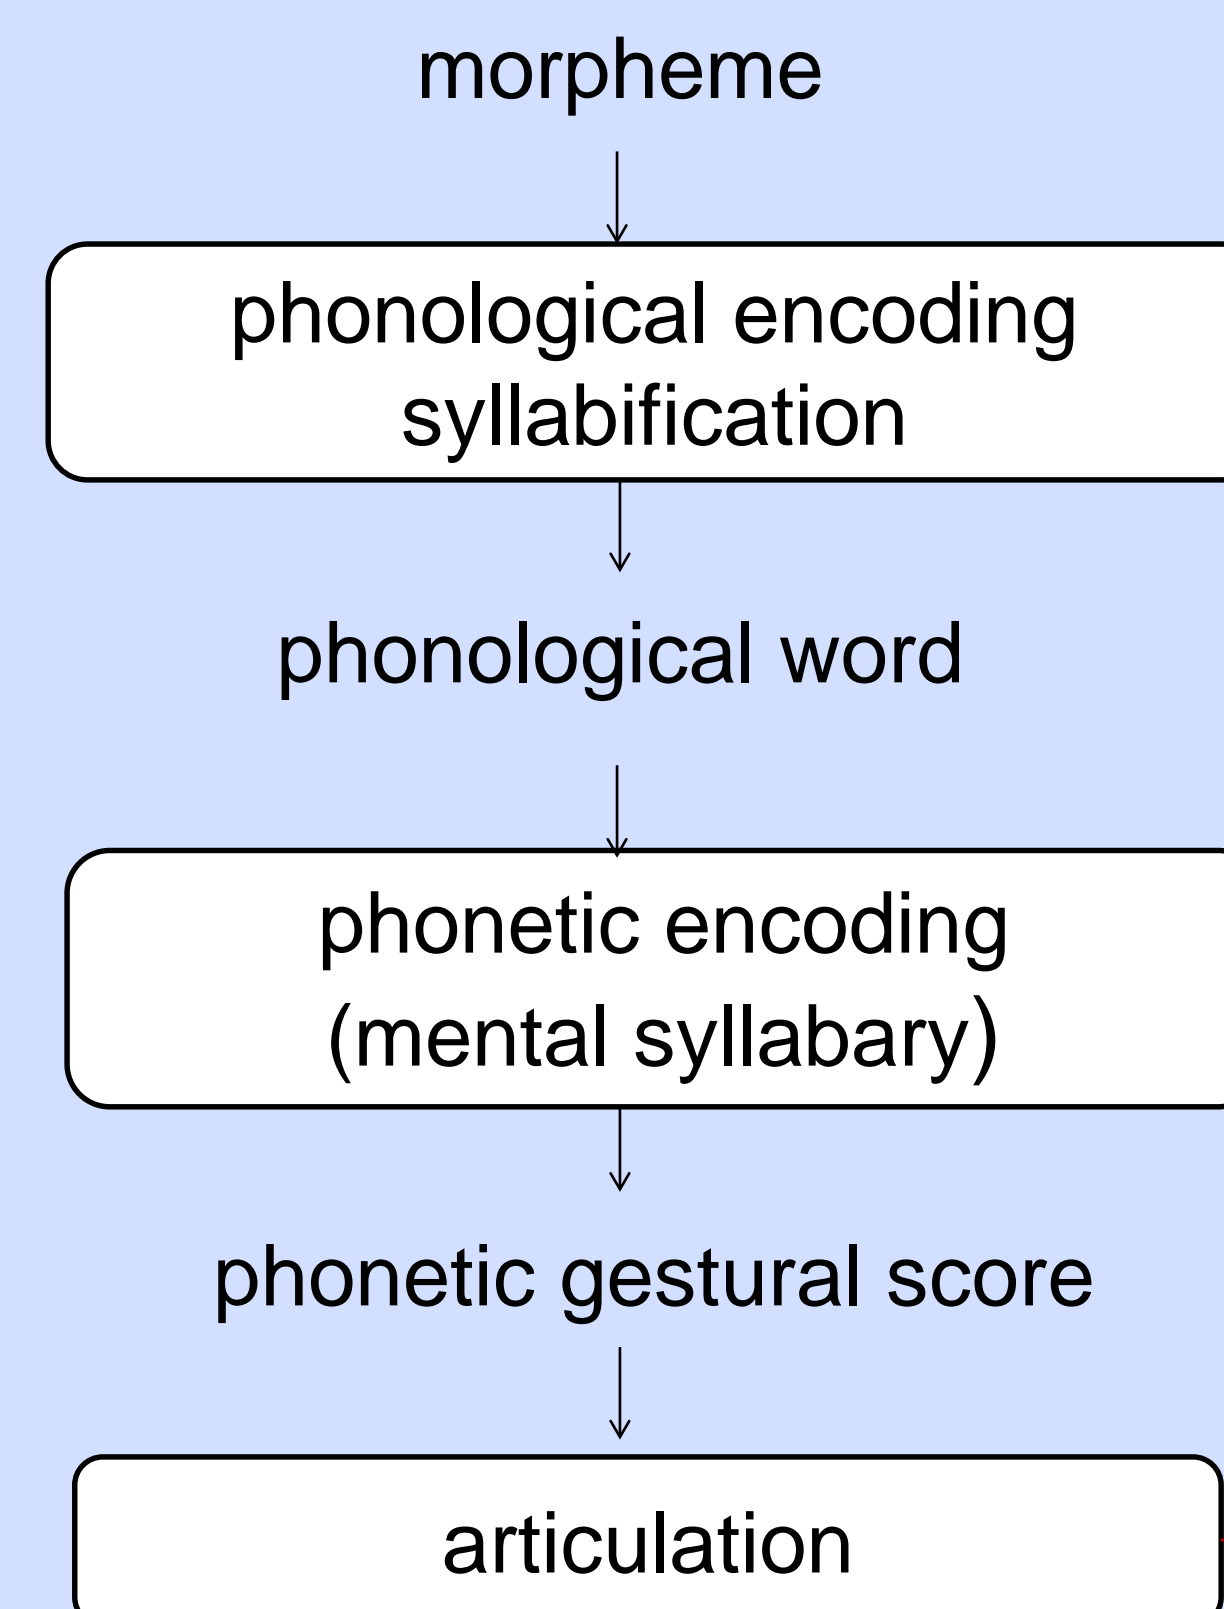 morpheme
phonological encoding
syllabification
phonological word
phonetic encoding
(mental syllabary)
phonetic gestural score
articulation